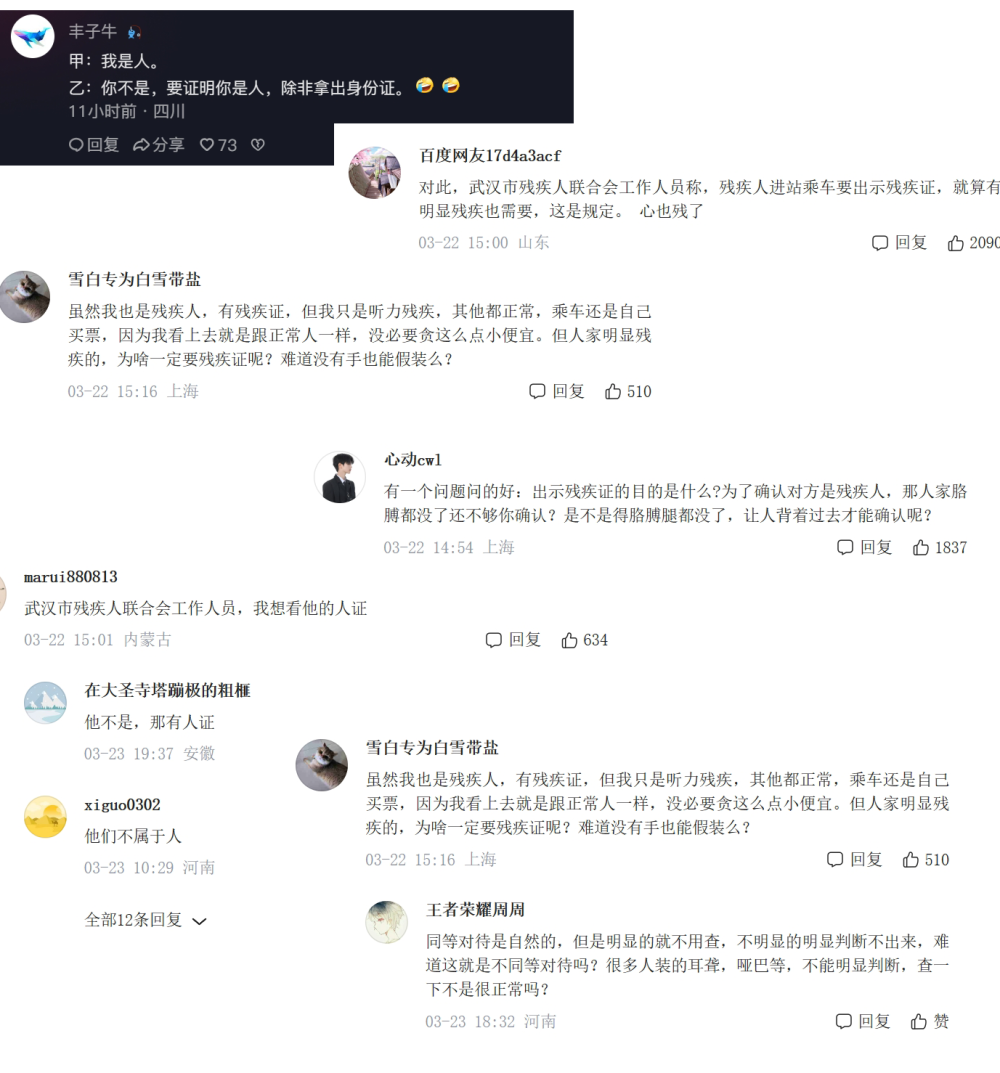 丰子牛
甲：我是人。
乙：你不是，要证明你是人，除非拿出身份证。
11小时前 · 四川
回复 分享 73
百度网友17d4a3acf
对此，武汉市残疾人联合会工作人员称，残疾人进站乘车要出示残疾证，就算有
明显残疾也需要，这是规定。 心也残了
03-22 15:00 山东
回复 2090
雪白专为白雪带盐
虽然我也是残疾人，有残疾证，但我只是听力残疾，其他都正常，乘车还是自己
买票，因为我看上去就是跟正常人一样，没必要贪这么点小便宜。但人家明显残
疾的，为啥一定要残疾证呢？难道没有手也能假装么？
03-22 15:16 上海
回复 510
心动cwl
有一个问题问的好：出示残疾证的目的是什么?为了确认对方是残疾人，那人家胳
膊都没了还不够你确认？是不是得胳膊腿都没了，让人背着过去才能确认呢？
03-22 14:54 上海
回复 1837
marui880813
武汉市残疾人联合会工作人员，我想看他的人证
03-22 15:01 内蒙古
回复 634
在大圣寺塔蹦极的粗框
他不是，那有人证
03-23 19:37 安徽
xiguo0302
他们不属于人
03-23 10:29 河南
全部12条回复
雪白专为白雪带盐
虽然我也是残疾人，有残疾证，但我只是听力残疾，其他都正常，乘车还是自己
买票，因为我看上去就是跟正常人一样，没必要贪这么点小便宜。但人家明显残
疾的，为啥一定要残疾证呢？难道没有手也能假装么？
03-22 15:16 上海
回复 510
王者荣耀周周
同等对待是自然的，但是明显的就不用查，不明显的明显判断不出来，难
道这就是不同等对待吗？很多人装的耳聋，哑巴等，不能明显判断，查一
下不是很正常吗？
03-23 18:32 河南
回复 赞